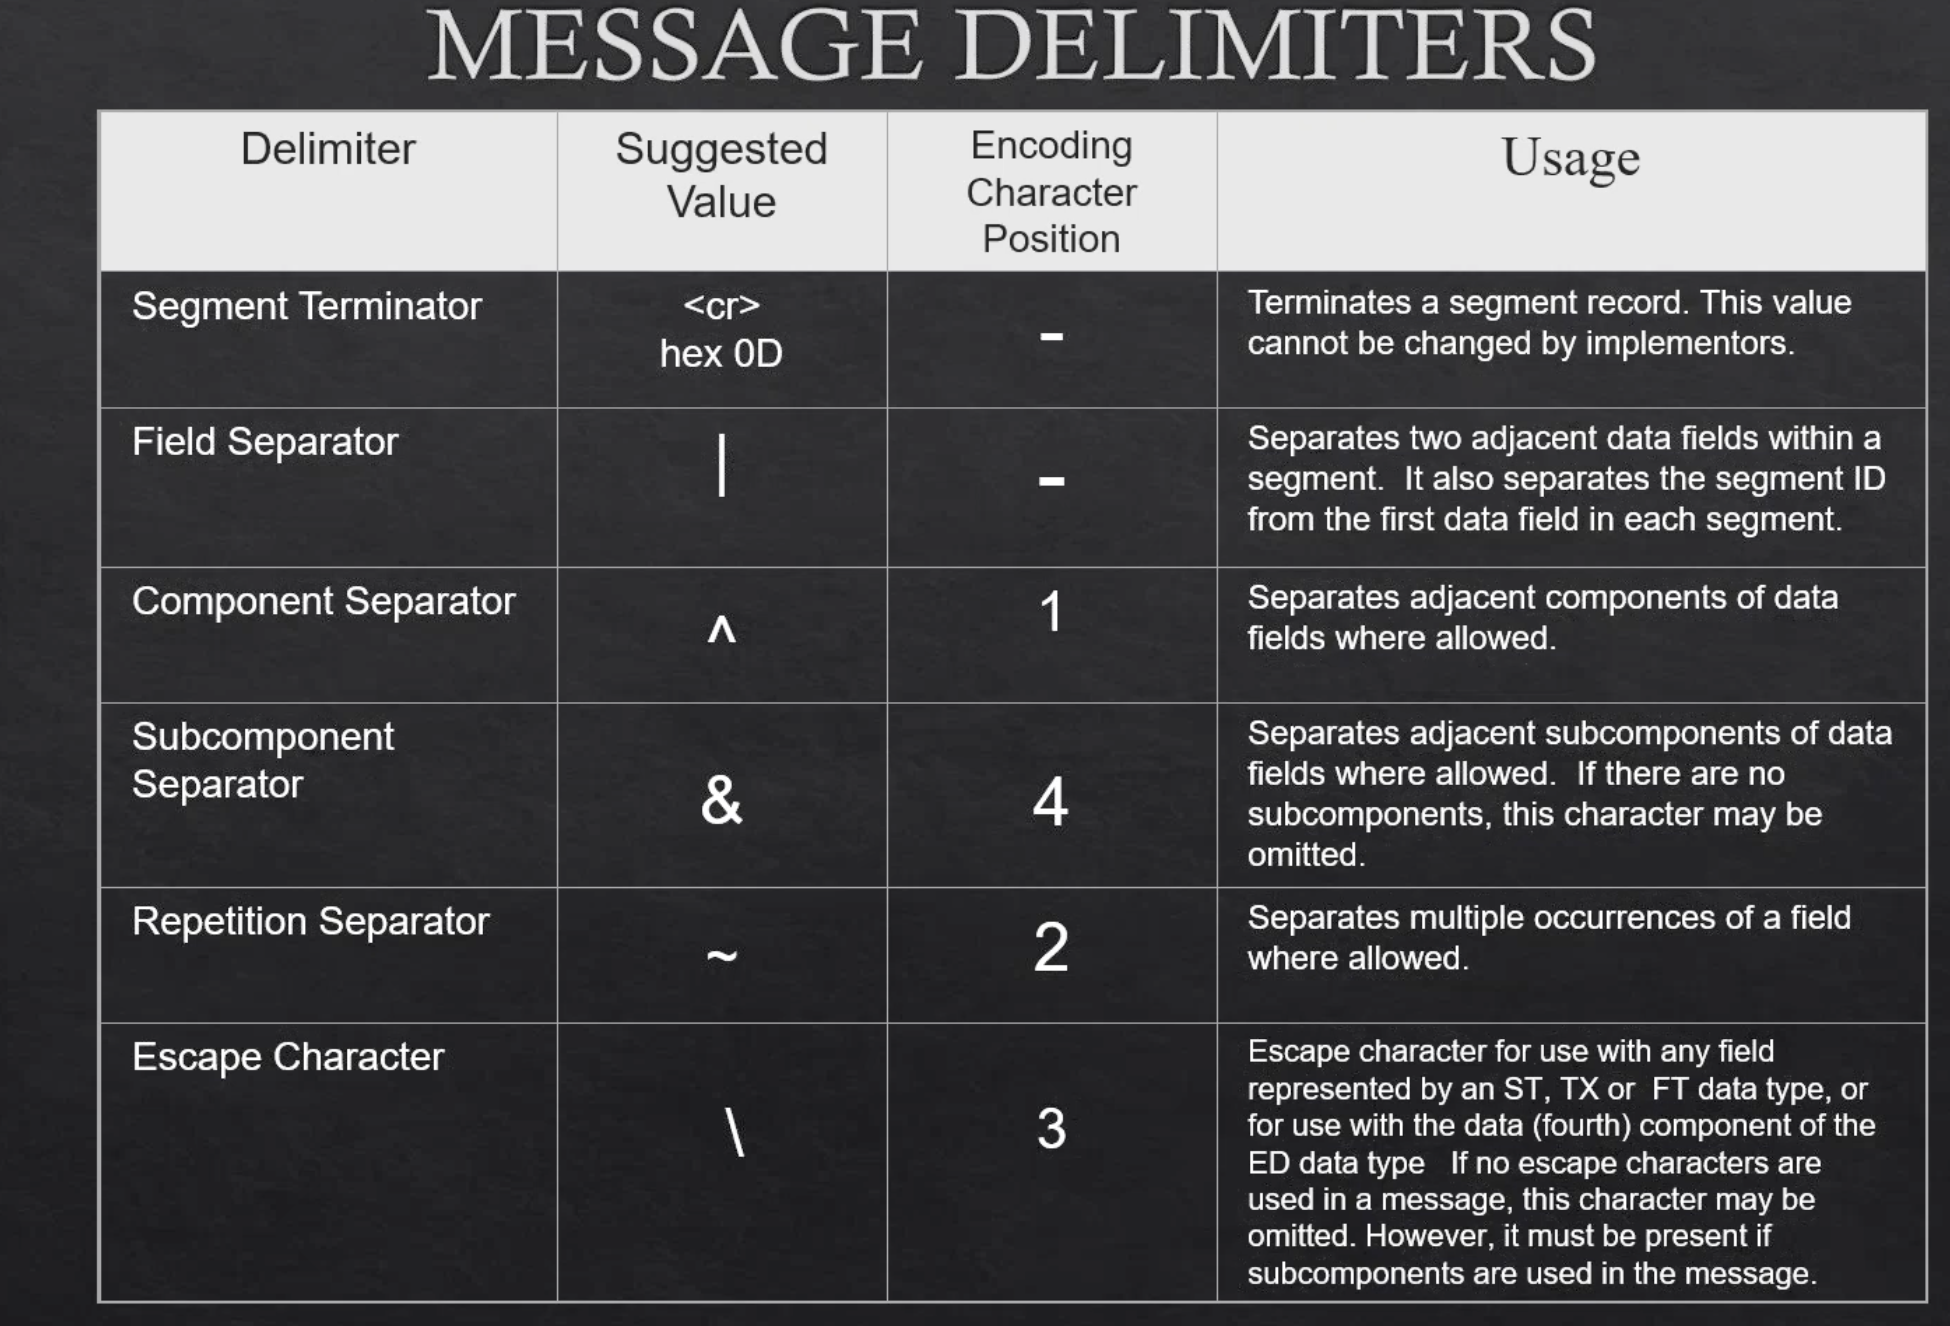 MESSAGE DELIMITERS
Delimiter
Suggested
Value
Encoding
Character
Position
Usage
Segment Terminator
<cr>
hex 0D
-
Terminates a segment record. This value
cannot be changed by implementors.
Field Separator
|
-
Separates two adjacent data fields within a
segment.  It also separates the segment ID
from the first data field in each segment.
Component Separator
^
1
Separates adjacent components of data
fields where allowed.
Subcomponent
Separator
&
4
Separates adjacent subcomponents of data
fields where allowed.  If there are no
subcomponents, this character may be
omitted.
Repetition Separator
~
2
Separates multiple occurrences of a field
where allowed.
Escape Character
\
3
Escape character for use with any field
represented by an ST, TX or  FT data type, or
for use with the data (fourth) component of the
ED data type   If no escape characters are
used in a message, this character may be
omitted. However, it must be present if
subcomponents are used in the message.